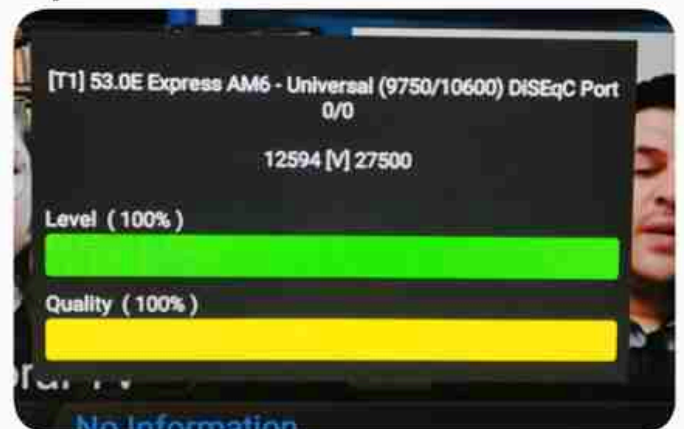 [T1] 53.0E Express AM6 - Universal (9750/10600) DiSEqC Port
0/0
12594 [V] 27500
Level ( 100% )
Quality ( 100% )
TV
No Information